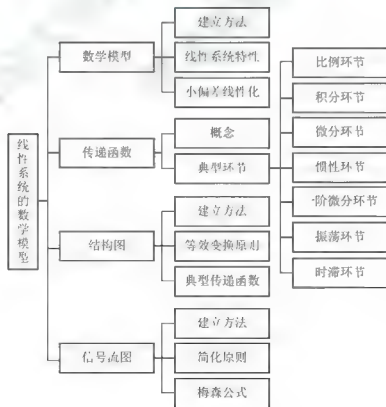 线性系统的数学模型
数学模型
建立方法
线性系统特性
小偏差线性化
传递函数
概念
典型环节
比例环节
积分环节
微分环节
惯性环节
一阶微分环节
振荡环节
时滞环节
结构图
建立方法
等效变换原则
典型传递函数
信号流图
建立方法
简化原则
梅森公式